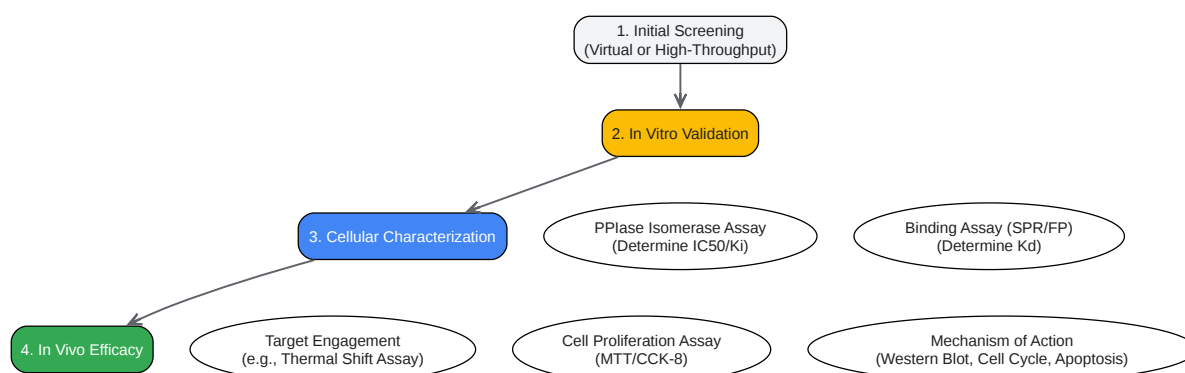 1. Initial Screening
(Virtual or High-Throughput)
2. In Vitro Validation
3. Cellular Characterization
PPIase Isomerase Assay
(Determine IC50/Ki)
Binding Assay (SPR/FP)
(Determine Kd)
4. In Vivo Efficacy
Target Engagement
(e.g., Thermal Shift Assay)
Cell Proliferation Assay
(MTT/CCK-8)
Mechanism of Action
(Western Blot, Cell Cycle, Apoptosis)